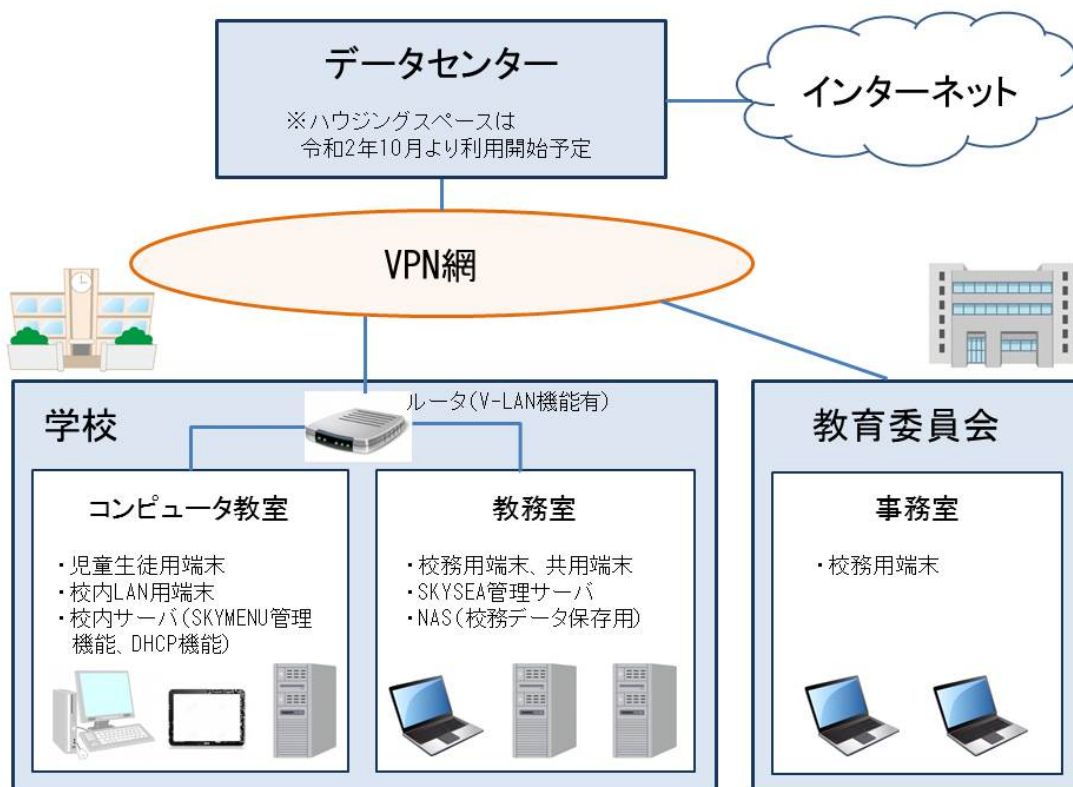 データセンター
※ハウジングスペースは
令和2年10月より利用開始予定
インターネット
VPN網
ルータ(V-LAN機能有)
学校
教育委員会
コンピュータ教室
・児童生徒用端末
・校内LAN用端末
・校内サーバ(SKYMENU管理
機能、DHCP機能)
教務室
・校務用端末、共用端末
・SKYSEA管理サーバ
・NAS(校務データ保存用)
事務室
・校務用端末